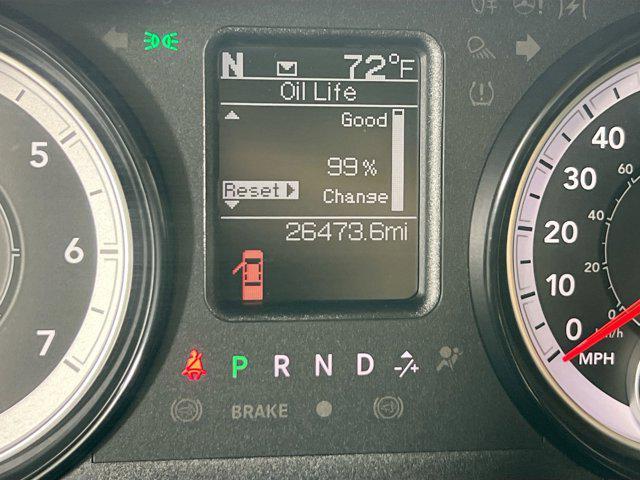 N 72°F
Oil Life
Good
99%
Reset
Change
26473.6mi
5
6
7
40
30
20
10
0
MPH
60
40
20
0
km/h
P R N D -/+
BRAKE